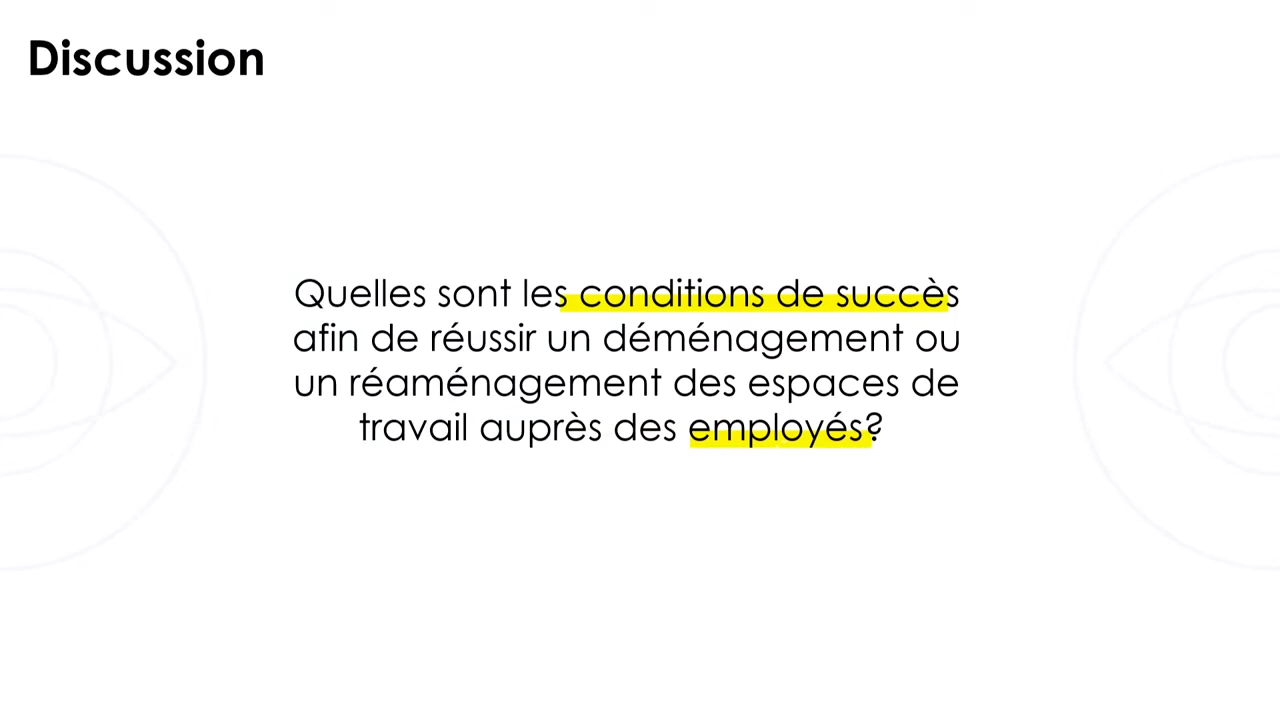 Discussion
Quelles sont les conditions de succès
afin de réussir un déménagement ou
un réaménagement des espaces de
travail auprès des employés?